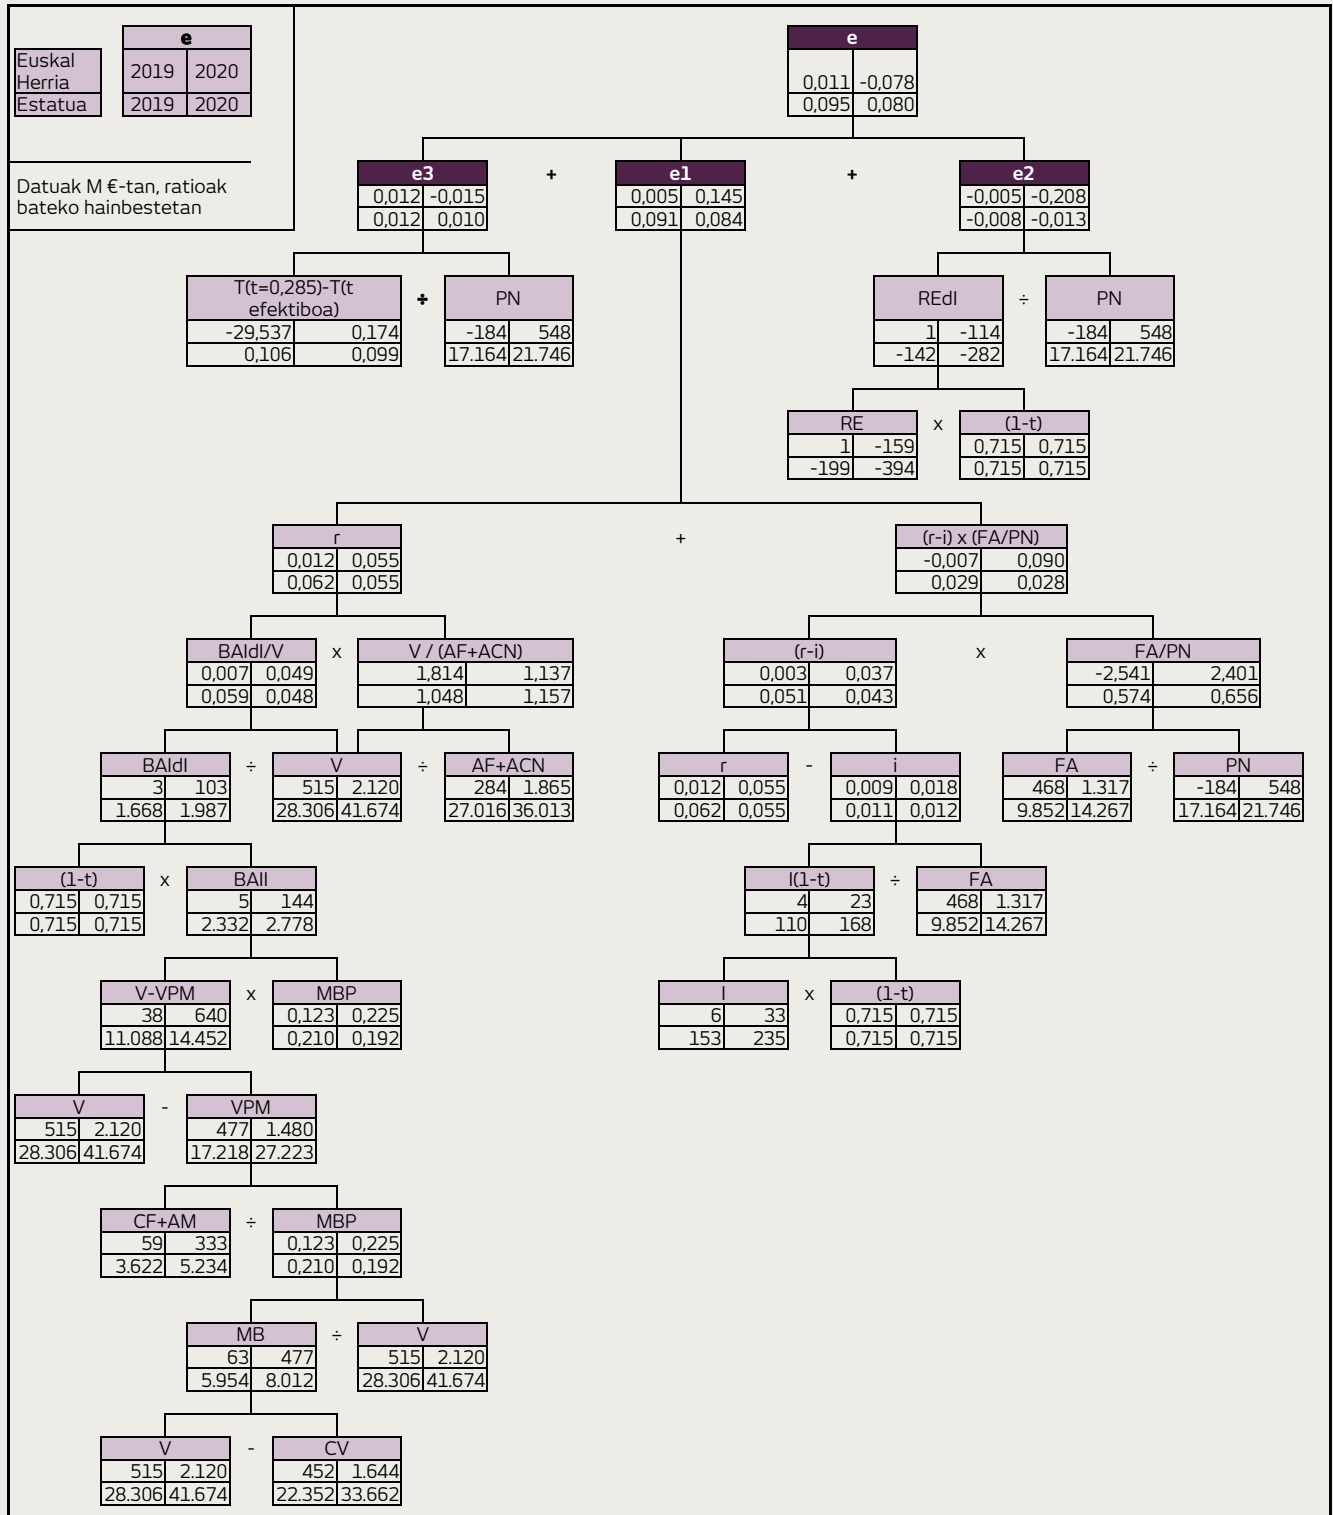 e
e
Euskal
Herria
2019 2020
0,011 -0,078
Estatua
2019 2020
0,095 0,080
Datuak M €-tan, ratioak
bateko hainbestetan
e3 + e1 + e2
0,012 -0,015 0,005 0,145 -0,005 -0,208
0,012 0,010 0,091 0,084 -0,008 -0,013
T(t=0,285)-T(t
efektiboa)
÷ PN REdI ÷ PN
-29,537 0,174 -184 548 1 -114 -184 548
0,106 0,099 17.164 21.746 -142 -282 17.164 21.746
RE x (1-t)
1 -159 0,715 0,715
-199 -394 0,715 0,715
r + (r-i) x (FA/PN)
0,012 0,055 -0,007 0,090
0,062 0,055 0,029 0,028
BAIdI/V x V / (AF+ACN) (r-i) x FA/PN
0,007 0,049 1,814 1,137 0,003 0,037 -2,541 2,401
0,059 0,048 1,048 1,157 0,051 0,043 0,574 0,656
BAIdI ÷ V ÷ AF+ACN r - i FA ÷ PN
3 103 515 2.120 284 1.865 0,012 0,055 0,009 0,018 468 1.317 -184 548
1.668 1.987 28.306 41.674 27.016 36.013 0,062 0,055 0,011 0,012 9.852 14.267 17.164 21.746
(1-t) x BAII I(1-t) ÷ FA
0,715 0,715 5 144 4 23 468 1.317
0,715 0,715 2.332 2.778 110 168 9.852 14.267
V-VPM x MBP I x (1-t)
38 640 0,123 0,225 6 33 0,715 0,715
11.088 14.452 0,210 0,192 153 235 0,715 0,715
V - VPM
515 2.120 477 1.480
28.306 41.674 17.218 27.223
CF+AM ÷ MBP
59 333 0,123 0,225
3.622 5.234 0,210 0,192
MB ÷ V
63 477 515 2.120
5.954 8.012 28.306 41.674
V - CV
515 2.120 452 1.644
28.306 41.674 22.352 33.662